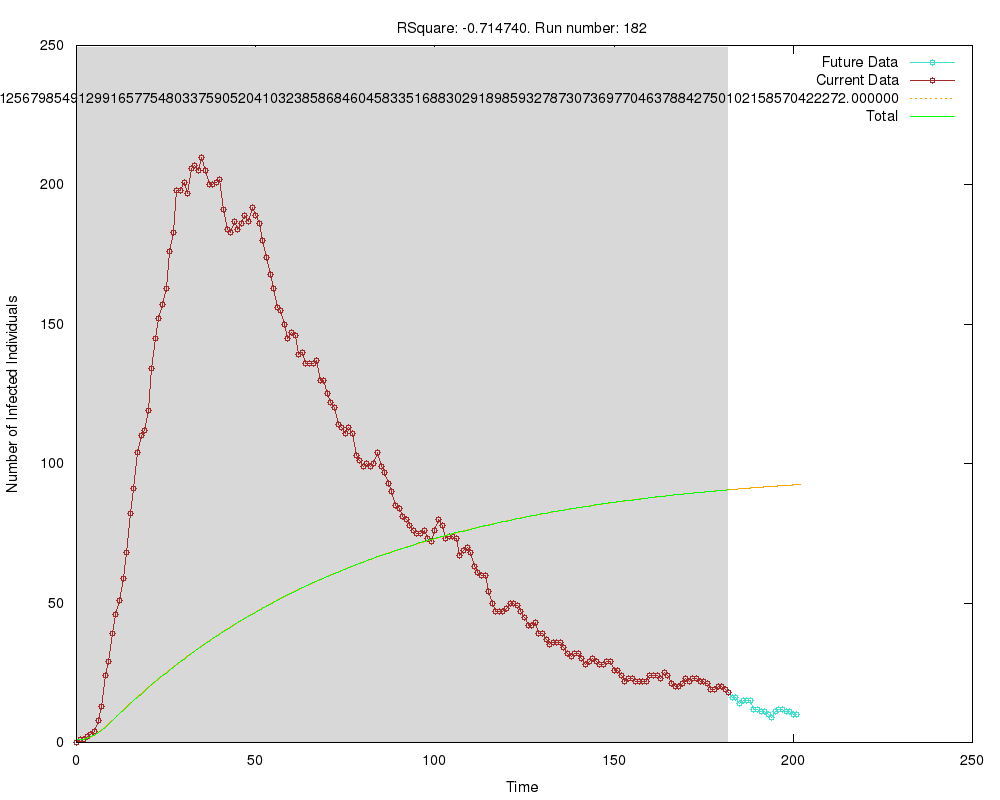 RSquare: -0.714740. Run number: 182
250
200
150
100
50
0
Number of Infected Individuals
Future Data
Current Data
1256798549129916577548033759052041032385868460458335168830291898593278730736977046378842750102158570422272.000000
Total
0
50
100
150
200
250
Time